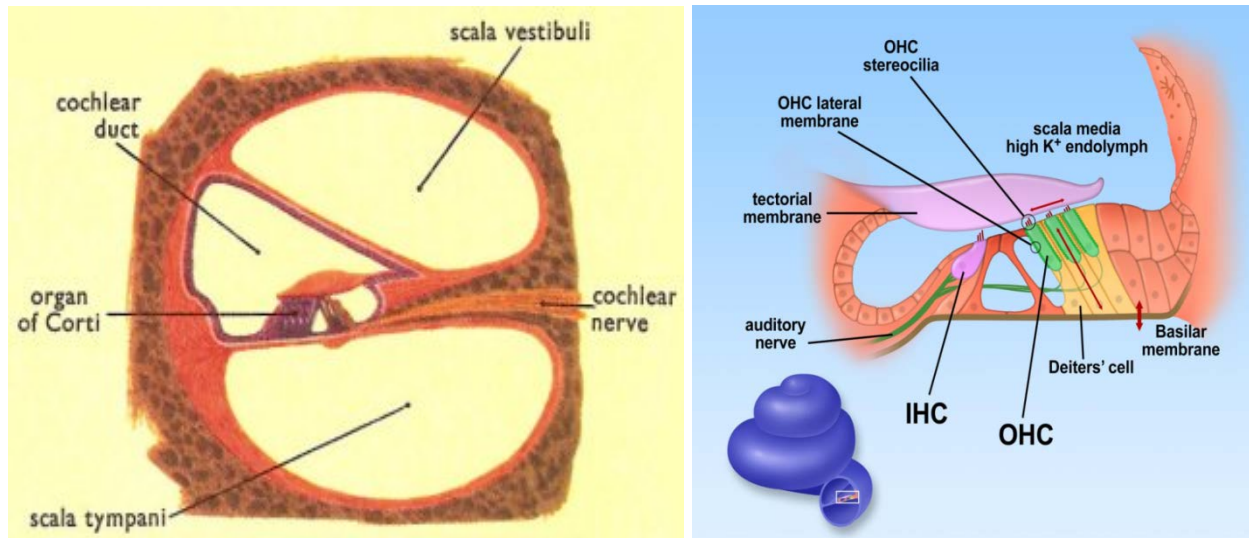 scala vestibuli
cochlear
duct
organ
of Corti
cochlear
nerve
scala tympani
OHC
stereocilia
OHC lateral
membrane
scala media
high K⁺ endolymph
tectorial
membrane
auditory
nerve
IHC
OHC
Deiters' cell
Basilar
membrane